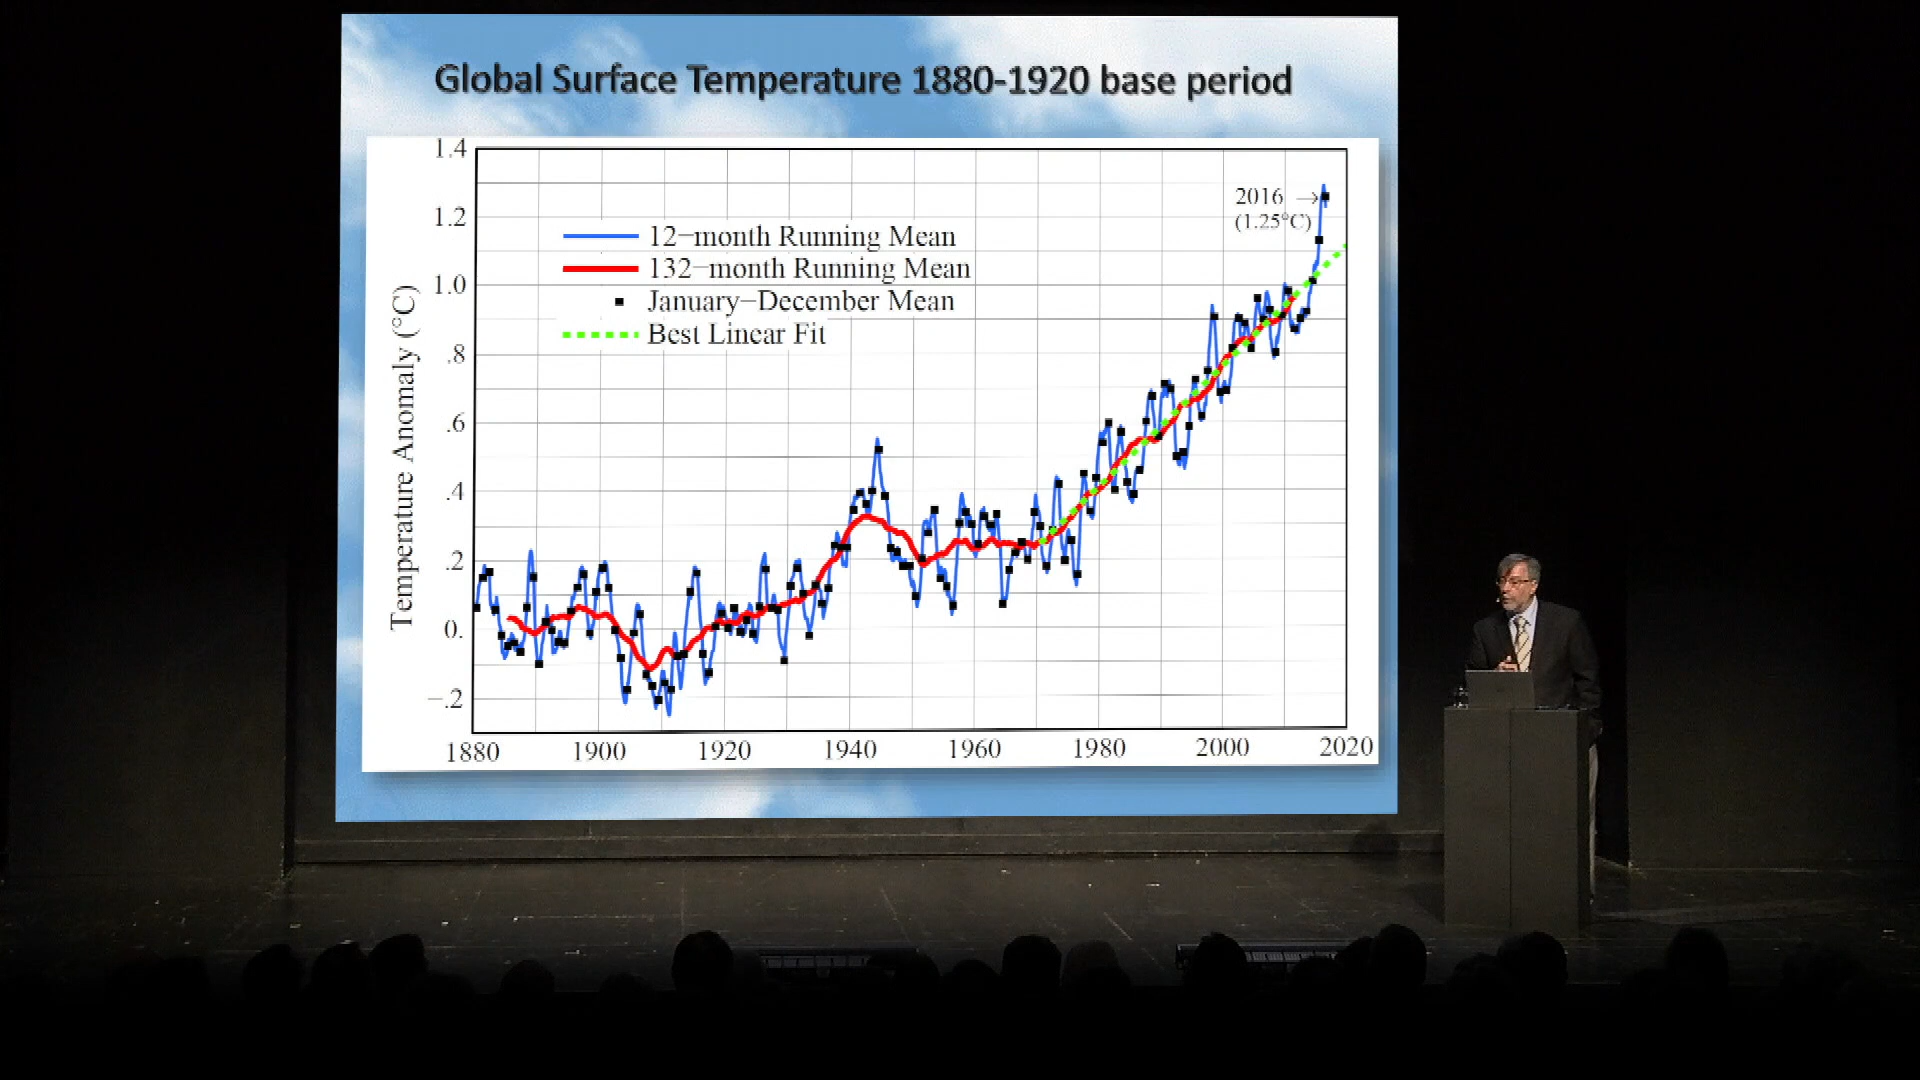 Global Surface Temperature 1880-1920 base period
1.4
1.2
1.0
.8
.6
.4
.2
0.
−.2
Temperature Anomaly (°C)
12−month Running Mean
132−month Running Mean
January−December Mean
Best Linear Fit
2016 →
(1.25°C)
1880 1900 1920 1940 1960 1980 2000 2020